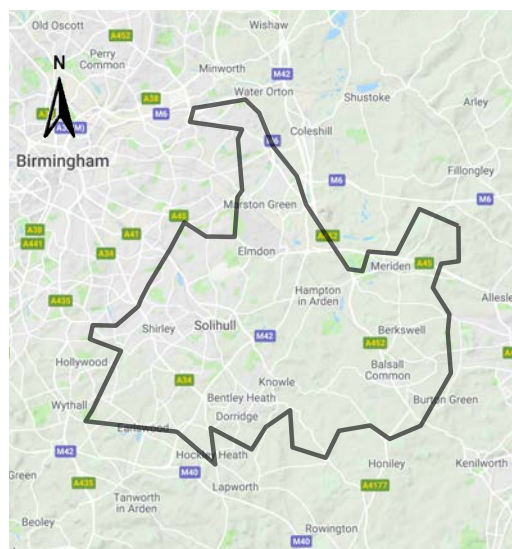 Old Oscott
Wishaw
A452
Perry
Common
N
Minworth
M42
Water Orton
Shustoke
Arley
A38
M6
Birmingham
Coleshill
M6
Fillongley
M6
M6
Marston Green
A45
A38
A441
A41
A34
Elmdon
A452
Meriden
A45
Hampton
in Arden
A435
Allesle
Shirley
Solihull
M42
Berkswell
A452
Hollywood
Balsall
Common
A34
Knowle
Bentley Heath
Burton Green
Wythall
Dorridge
Earlswood
M42
Hockley Heath
Honiley
Kenilworth
Green
A435
M40
Lapworth
A4177
Tanworth
in Arden
Beoley
Rowington
M40